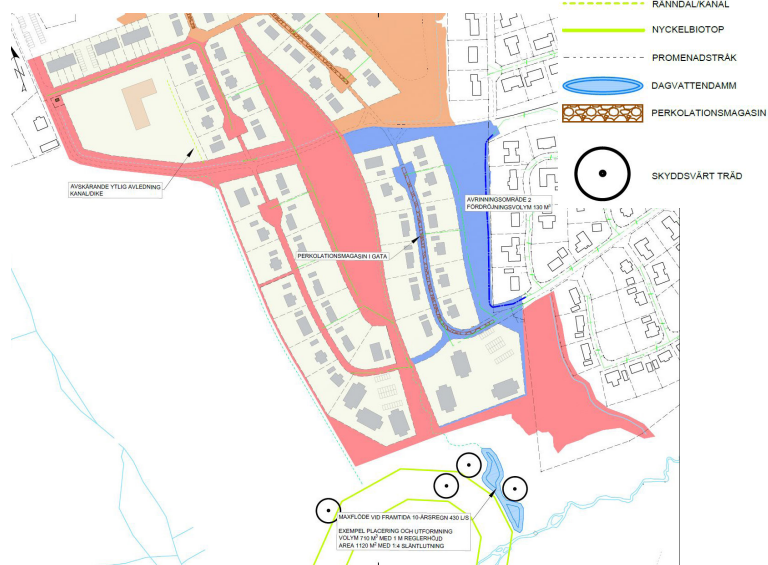 RÄNNDAL/KANAL
NYCKELBIOTOP
PROMENADSTRÅK
DAGVATTENDAMM
PERKOLATIONSMAGASIN
SKYDDSVÄRT TRÄD
N
AVSKÄRANDE YTLIG AVLEDNING
KANAL/DIKE
AVRINNINGSOMRÅDE 2
FÖRDRÖJNINGSVOLYM 130 M³
PERKOLATIONSMAGASIN I GATA
MAXFLÖDE VID FRAMTIDA 10-ÅRSREGN 430 L/S
EXEMPEL PLACERING OCH UTFORMNING
VOLYM 710 M³ MED 1 M REGLERHÖJD
AREA 1120 M² MED 1:4 SLÄNTLUTNING